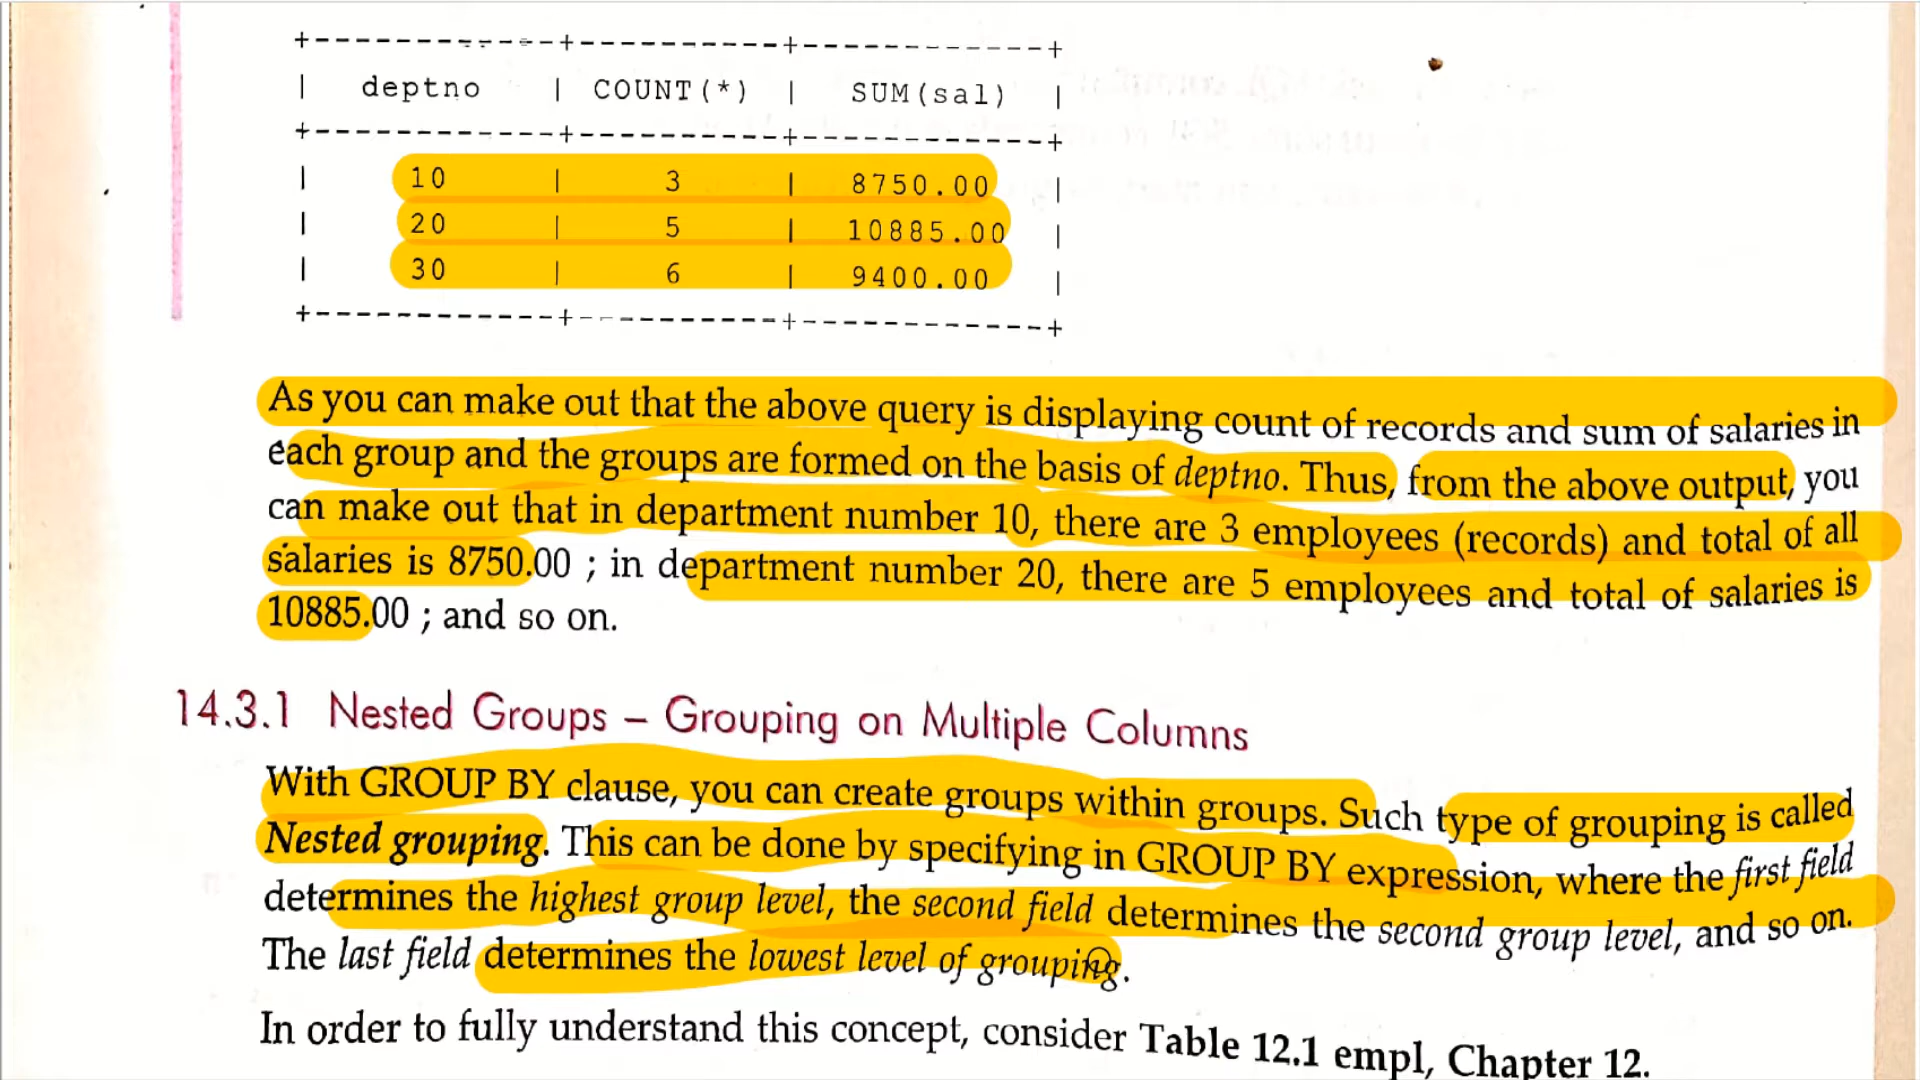 +------------+----------+------------+
| deptno | COUNT(*) | SUM(sal) |
+------------+----------+------------+
| 10 | 3 | 8750.00 |
| 20 | 5 | 10885.00 |
| 30 | 6 | 9400.00 |
+------------+----------+------------+
As you can make out that the above query is displaying count of records and sum of salaries in
each group and the groups are formed on the basis of deptno. Thus, from the above output, you
can make out that in department number 10, there are 3 employees (records) and total of all
salaries is 8750.00 ; in department number 20, there are 5 employees and total of salaries is
10885.00 ; and so on.
14.3.1 Nested Groups – Grouping on Multiple Columns
With GROUP BY clause, you can create groups within groups. Such type of grouping is called
Nested grouping. This can be done by specifying in GROUP BY expression, where the first field
determines the highest group level, the second field determines the second group level, and so on.
The last field determines the lowest level of grouping.
In order to fully understand this concept, consider Table 12.1 empl, Chapter 12.